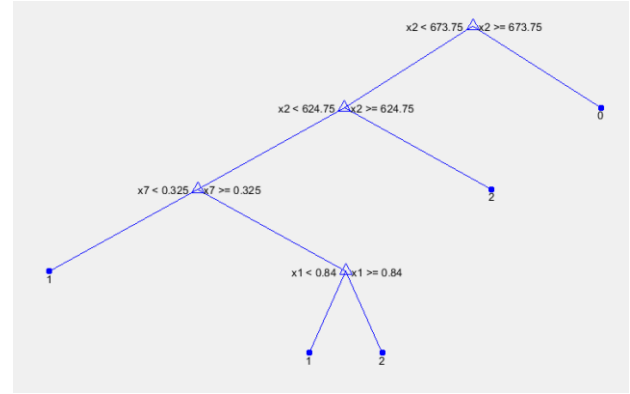 x2 < 673.75 x2 >= 673.75
x2 < 624.75 x2 >= 624.75
0
x7 < 0.325 x7 >= 0.325
2
1
x1 < 0.84 x1 >= 0.84
1 2